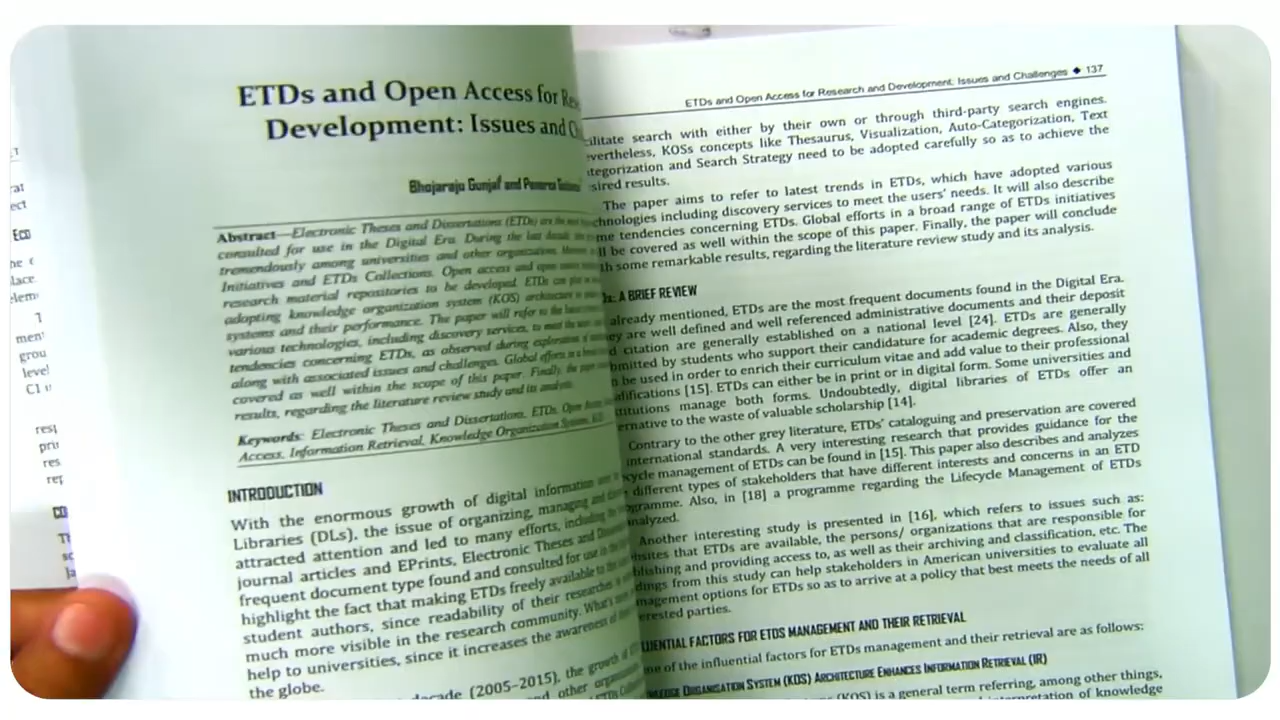 ETDs and Open Access for
Development: Issues and
Bhojaraju Gunjal and
Abstract—Electronic Theses and Dissertations (ETDs) are the most
consulted for use in the Digital Era. During the last decade
tremendously among universities and other organizations.
Initiatives and ETDs Collections. Open access and open
research material repositories to be developed. ETDs can
adopting knowledge organization system (KOS) architecture
systems and their performance. The paper will refer to the
various technologies, including discovery services, to meet the
tendencies concerning ETDs, as observed during exploration of
along with associated issues and challenges. Global efforts in a
covered as well within the scope of this paper. Finally, the paper
results, regarding the literature review study and its analysis.
Keywords: Electronic Theses and Dissertations, ETDs, Open
Access, Information Retrieval, Knowledge Organization System,
INTRODUCTION
With the enormous growth of digital information
Libraries (DLs), the issue of organizing, managing and
attracted attention and led to many efforts, including
journal articles and EPrints, Electronic Theses and
frequent document type found and consulted for use in the
highlight the fact that making ETDs freely available to the
student authors, since readability of their researches
much more visible in the research community. What's
help to universities, since it increases the awareness of
the globe.
decade (2005–2015), the growth of
and other
ETDs and Open Access for Research and Development: Issues and Challenges ◆ 137
search with either by their own or through third-party search engines.
KOSs concepts like Thesaurus, Visualization, Auto-Categorization, Text
and Search Strategy need to be adopted carefully so as to achieve the
results.
The paper aims to refer to latest trends in ETDs, which have adopted various
including discovery services to meet the users' needs. It will also describe
tendencies concerning ETDs. Global efforts in a broad range of ETDs initiatives
be covered as well within the scope of this paper. Finally, the paper will conclude
some remarkable results, regarding the literature review study and its analysis.
: A BRIEF REVIEW
already mentioned, ETDs are the most frequent documents found in the Digital Era.
are well defined and well referenced administrative documents and their deposit
citation are generally established on a national level [24]. ETDs are generally
by students who support their candidature for academic degrees. Also, they
be used in order to enrich their curriculum vitae and add value to their professional
[15]. ETDs can either be in print or in digital form. Some universities and
manage both forms. Undoubtedly, digital libraries of ETDs offer an
to the waste of valuable scholarship [14].
Contrary to the other grey literature, ETDs' cataloguing and preservation are covered
international standards. A very interesting research that provides guidance for the
management of ETDs can be found in [15]. This paper also describes and analyzes
different types of stakeholders that have different interests and concerns in an ETD
Also, in [18] a programme regarding the Lifecycle Management of ETDs
Another interesting study is presented in [16], which refers to issues such as:
that ETDs are available, the persons/ organizations that are responsible for
and providing access to, as well as their archiving and classification, etc. The
from this study can help stakeholders in American universities to evaluate all
options for ETDs so as to arrive at a policy that best meets the needs of all
parties.
FACTORS FOR ETDS MANAGEMENT AND THEIR RETRIEVAL
of the influential factors for ETDs management and their retrieval are as follows:
ORGANISATION SYSTEM (KOS) ARCHITECTURE ENHANCES INFORMATION RETRIEVAL (IR)
(KOS) is a general term referring, among other things,
of knowledge